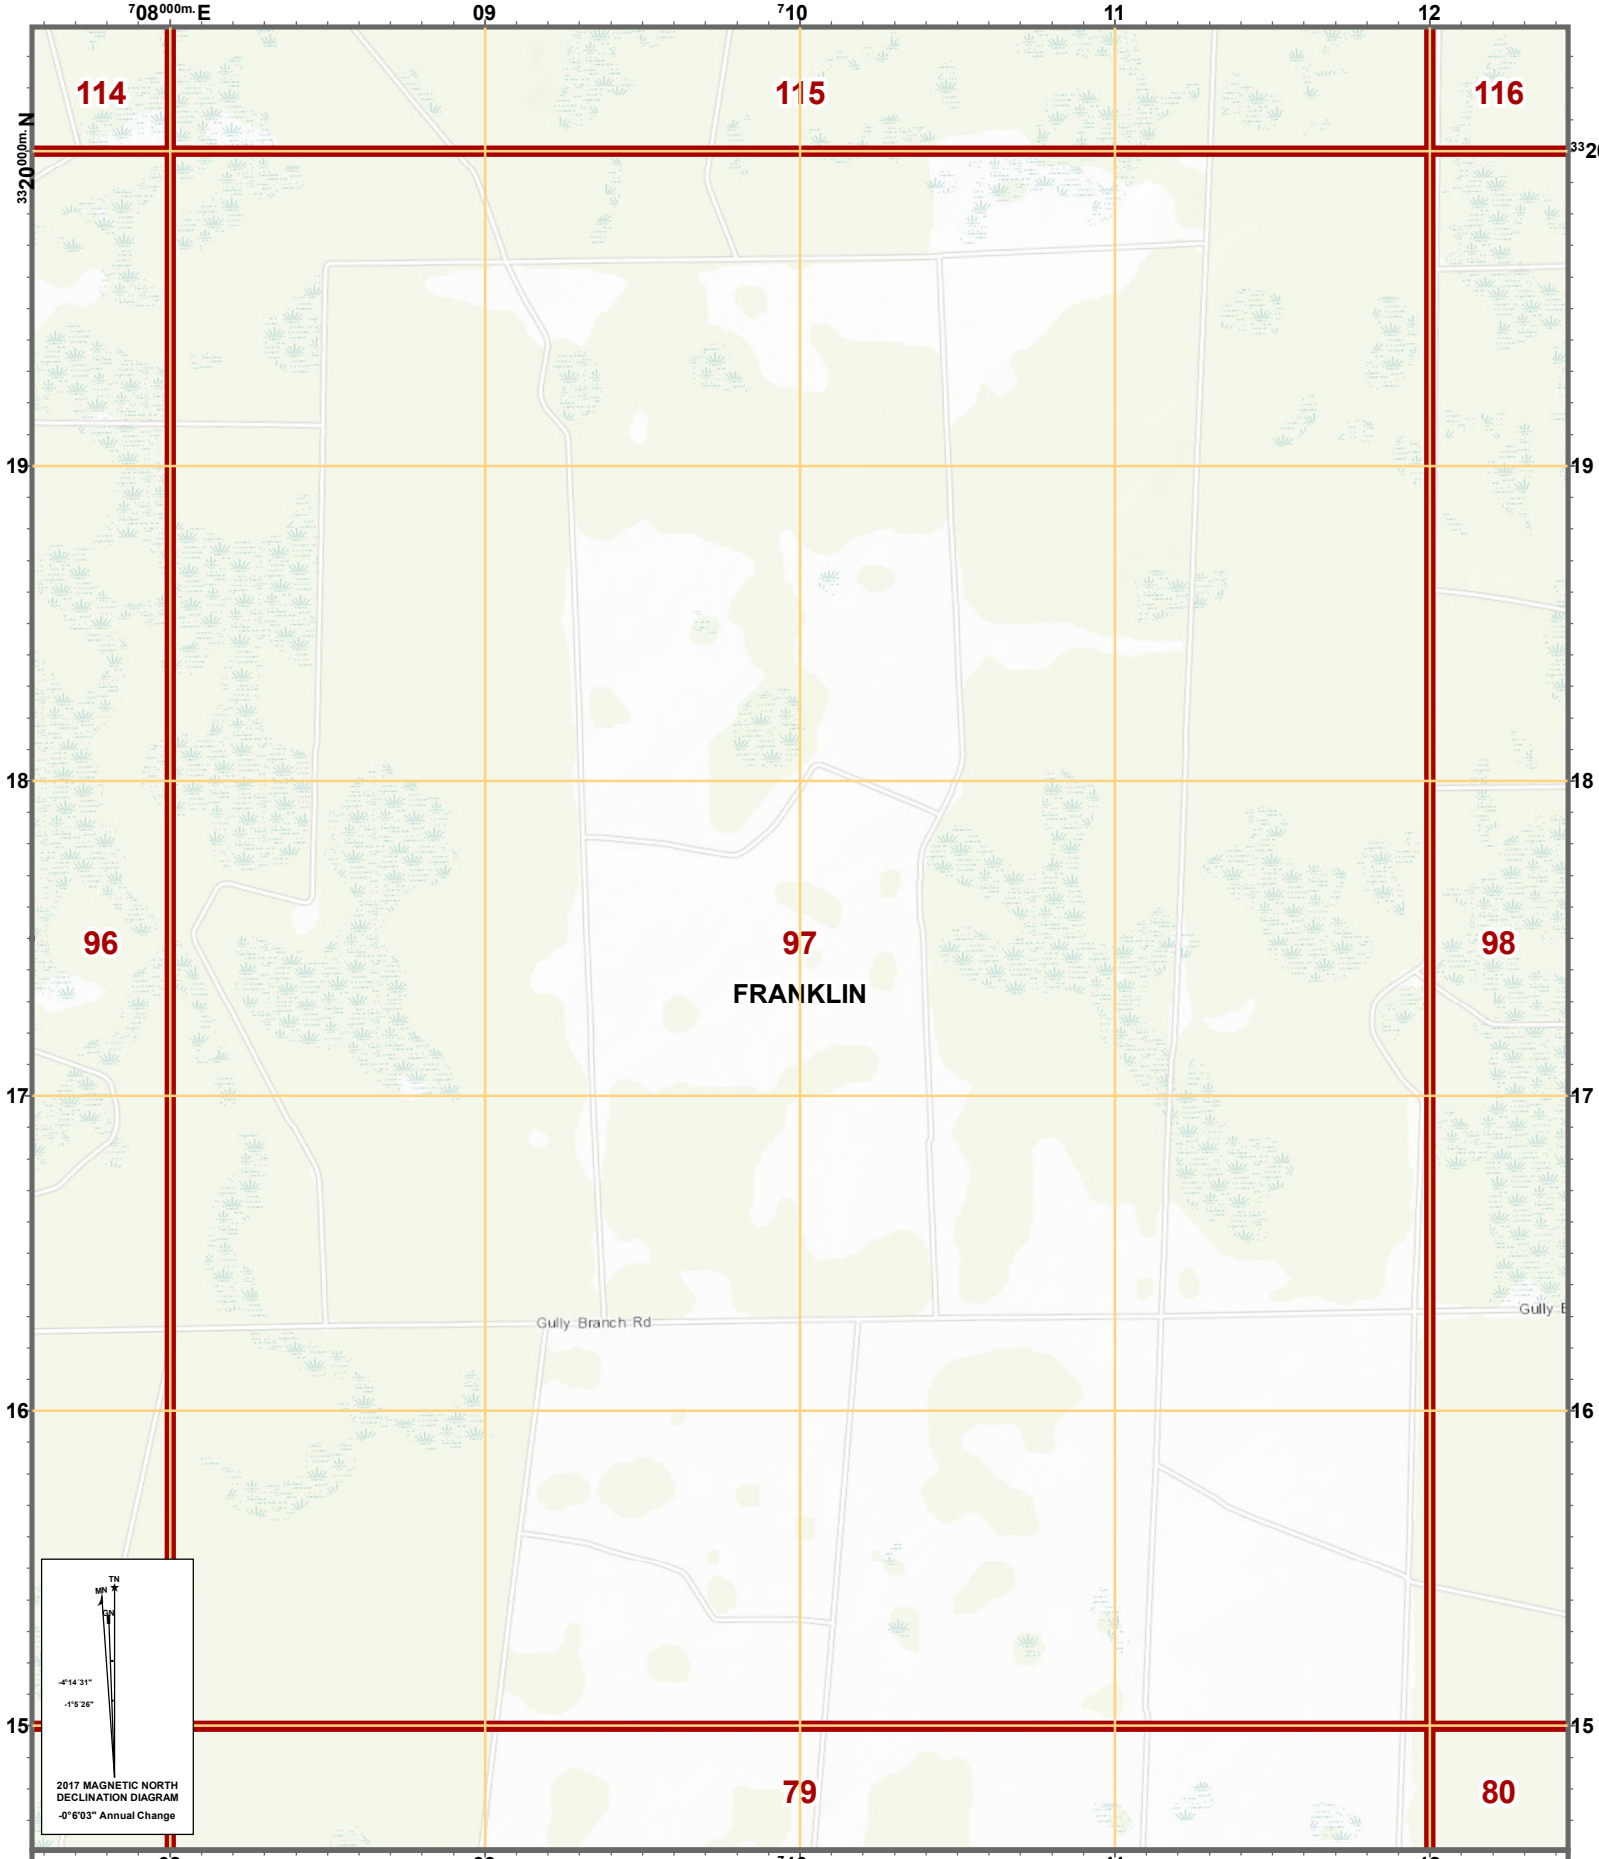 708000m.E 09 710 11 12
114 115 116
3320000m.N 3320
19 19
18 18
96 97 98
FRANKLIN
17 17
Gully Branch Rd Gully
16 16
TN
MN
GN
-4°14'31"
-1°5'26"
15 15
2017 MAGNETIC NORTH
DECLINATION DIAGRAM
-0°6'03" Annual Change
79 80